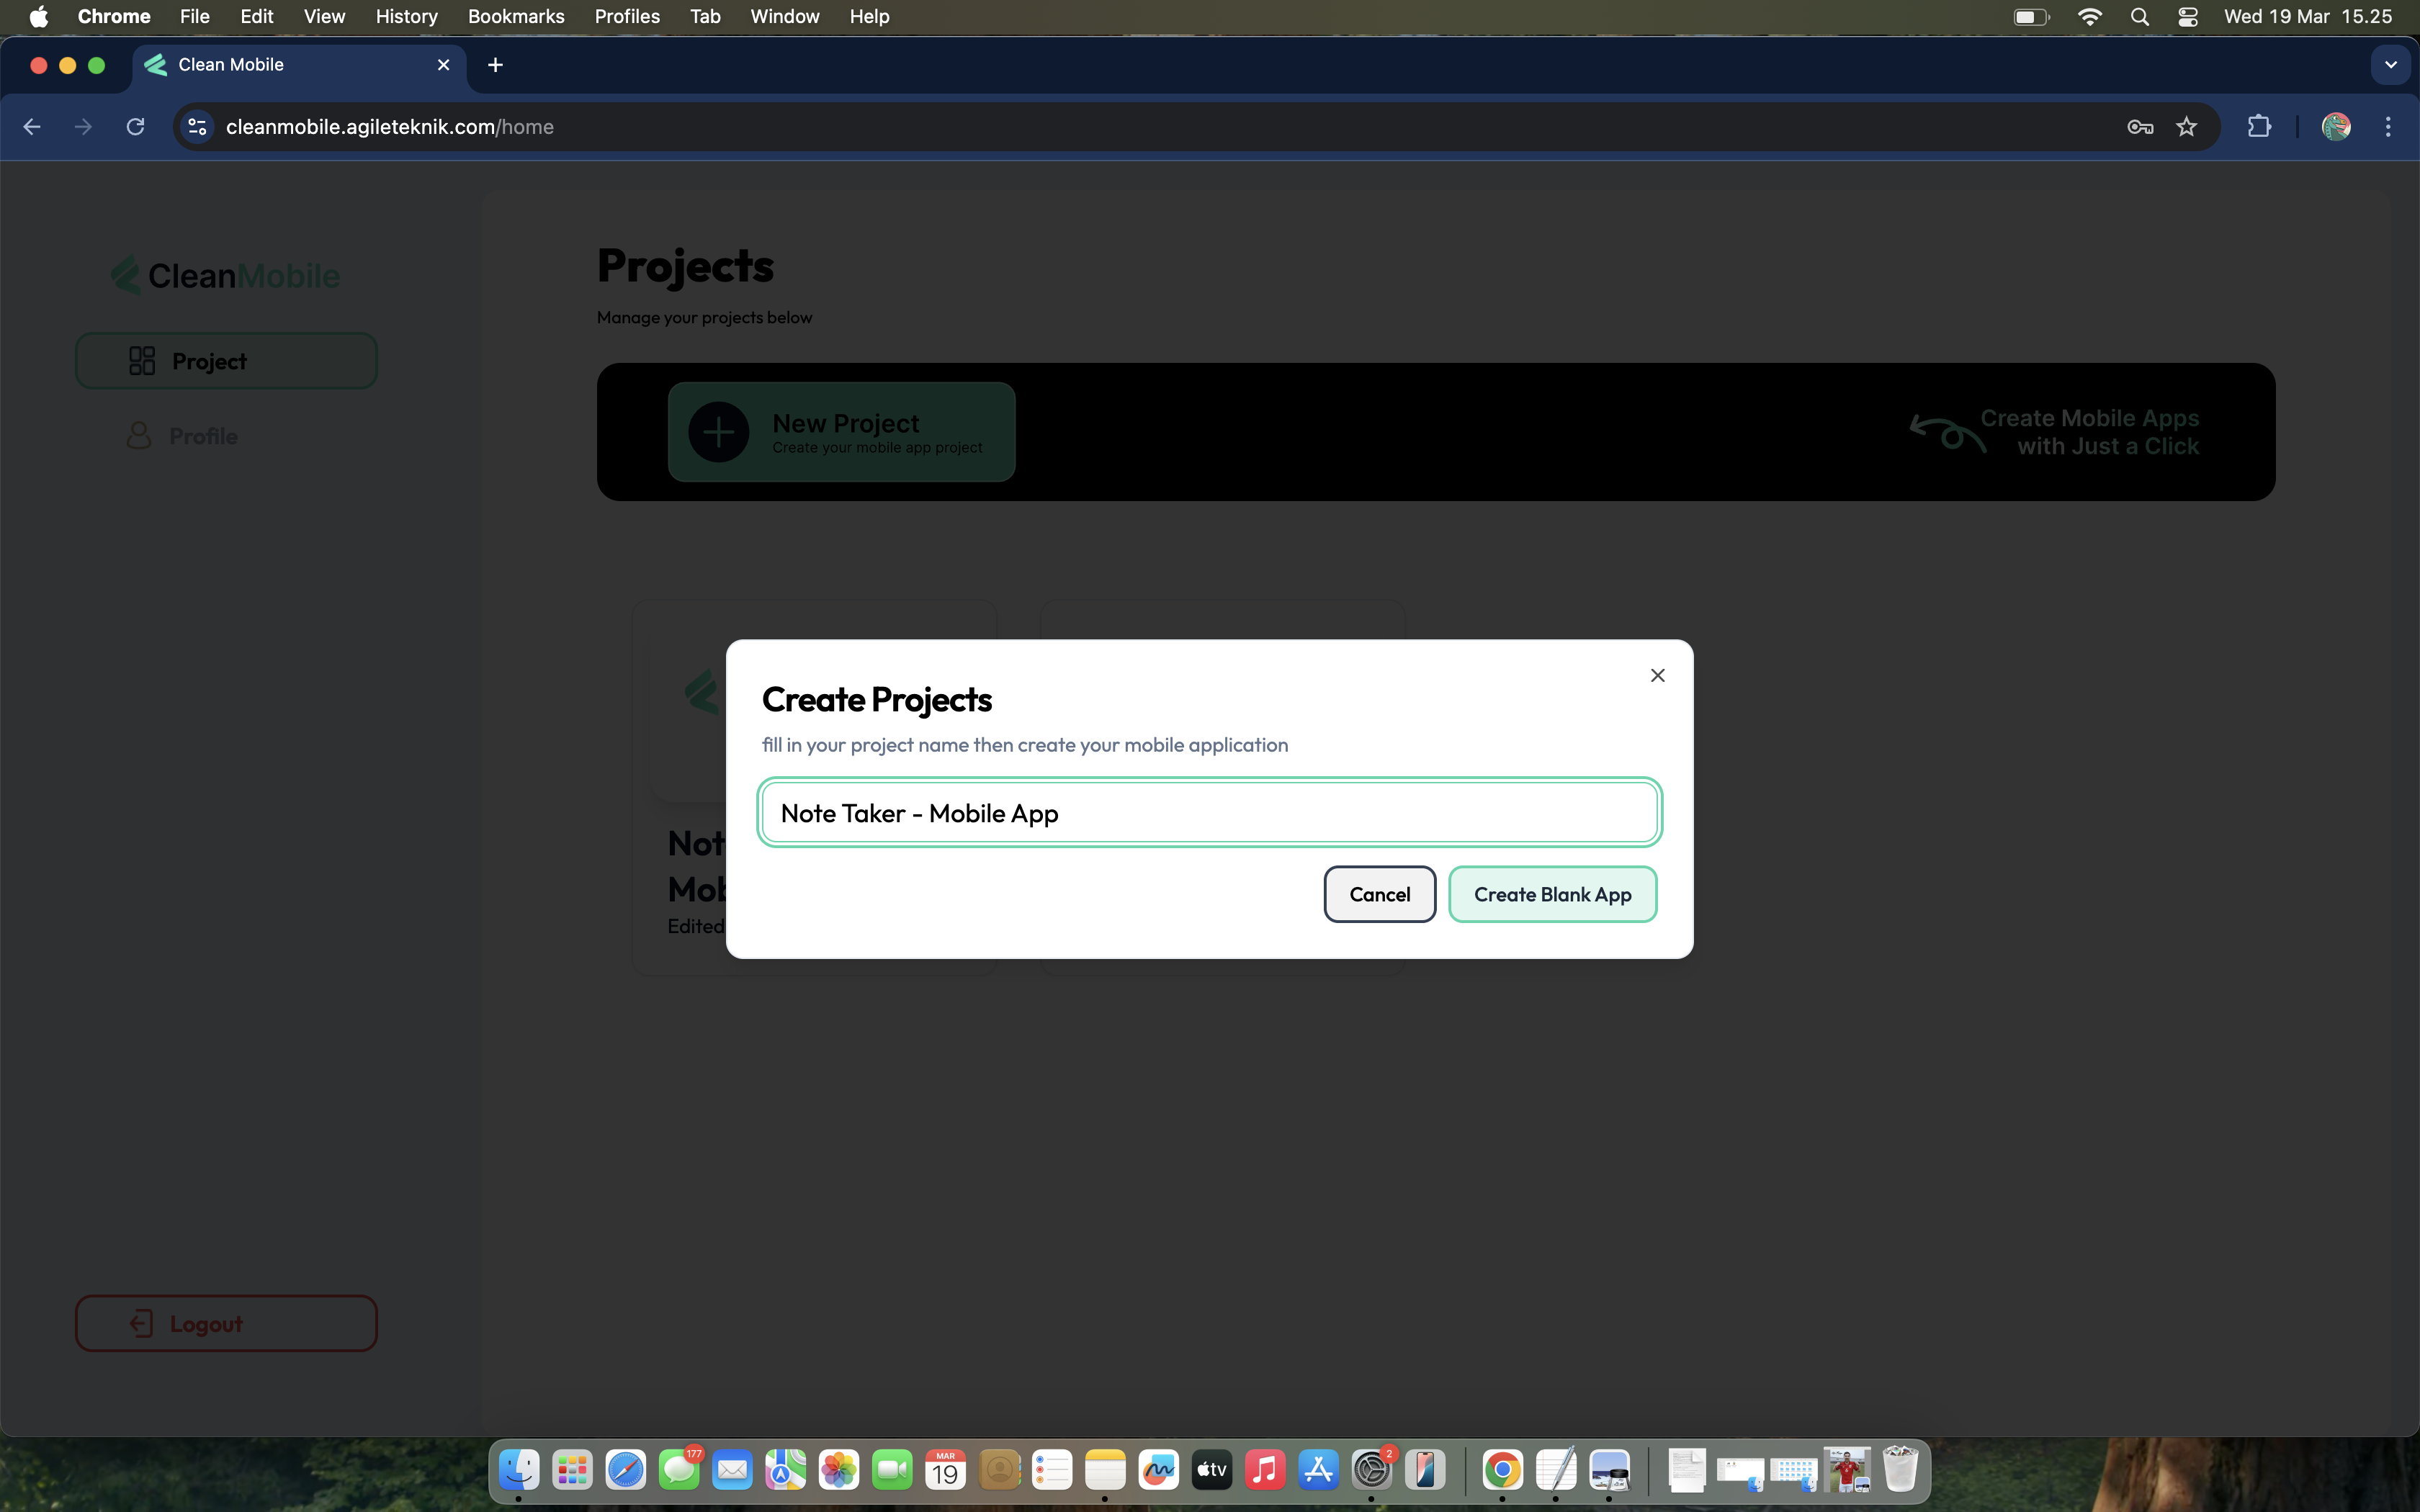 Chrome File Edit View History Bookmarks Profiles Tab Window Help Wed 19 Mar 15.25
Clean Mobile
cleanmobile.agileteknik.com/home
CleanMobile
Project
Profile
Logout
Projects
Manage your projects below
New Project
Create your mobile app project
Create Mobile Apps
with Just a Click
Not
Mob
Edited
Create Projects
fill in your project name then create your mobile application
Note Taker - Mobile App
Cancel
Create Blank App
177
MAR
19
tv
2